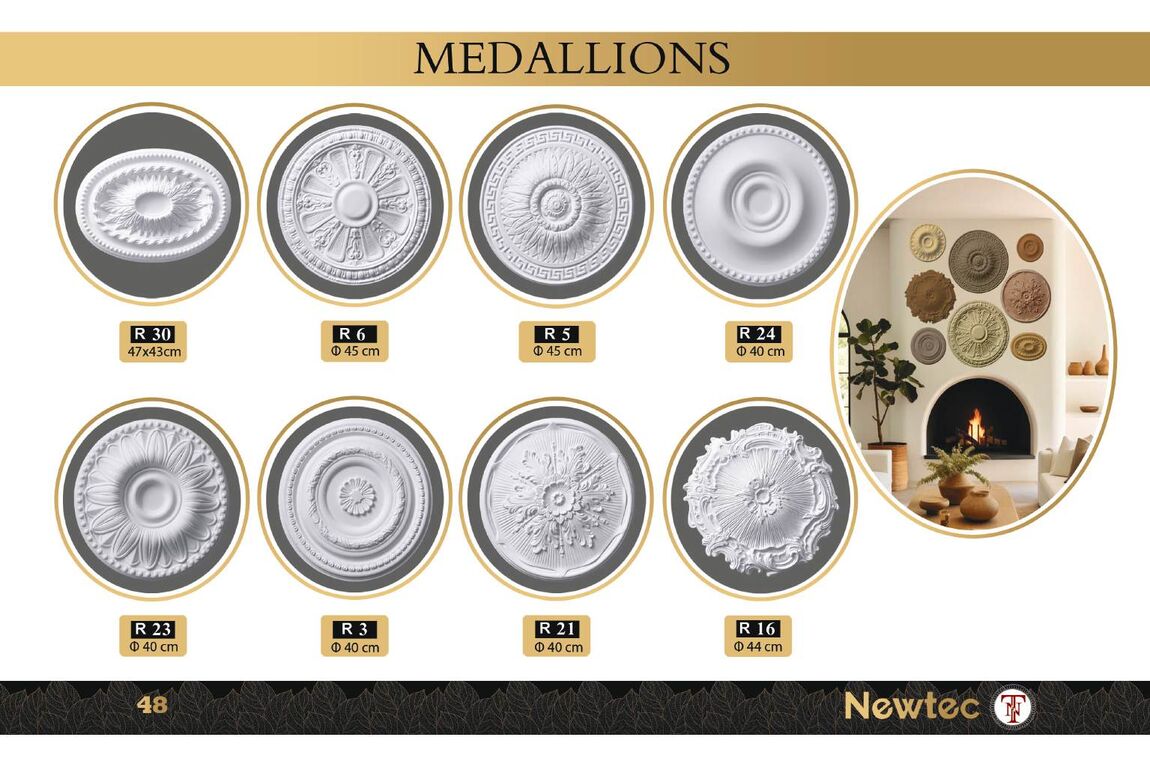 MEDALLIONS
R 30
47x43cm
R 6
Φ 45 cm
R 5
Φ 45 cm
R 24
Φ 40 cm
R 23
Φ 40 cm
R 3
Φ 40 cm
R 21
Φ 40 cm
R 16
Φ 44 cm
48
Newtec